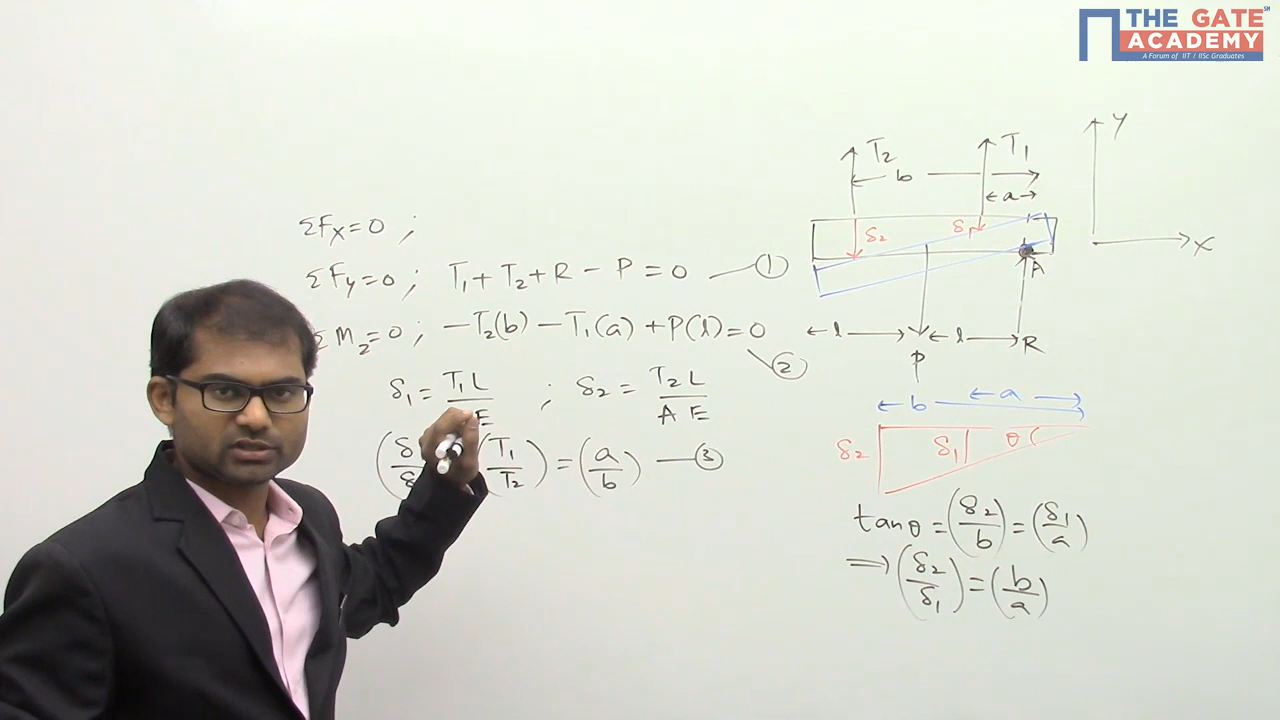 THE GATE
ACADEMY
SM
A Forum of IIT / IISc Graduates
ΣFx=0 ;
ΣFy=0 ; T₁+T₂+R-P=0 —①
ΣM₂=0 ; -T₂(b)-T₁(a)+P(l)=0 ②
δ₁ = T₁L / E ; δ₂ = T₂L / A E
(δ / δ (T₁/T₂) = (a/b) —③
T₂ T₁
b
a
δ₂ δ₁
A
l l
P R
Y
X
a
b
δ₂ δ₁ θ
tanθ = (δ₂/b) = (δ₁/a)
⟹ (δ₂/δ₁) = (b/a)